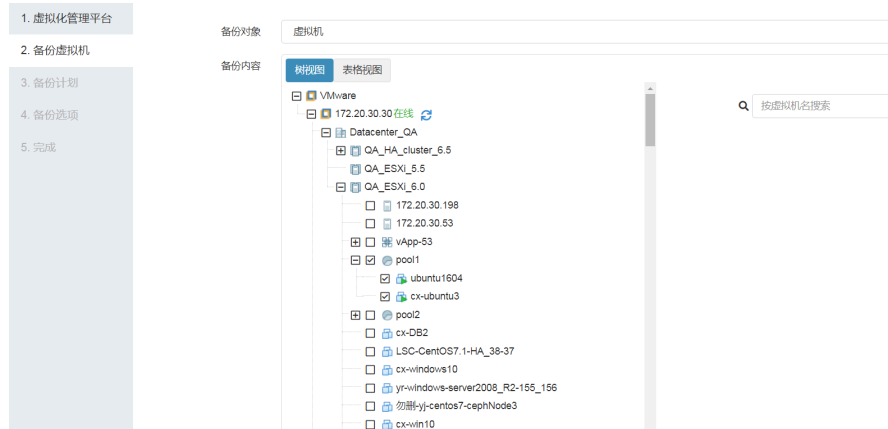 1. 虚拟化管理平台
2. 备份虚拟机
3. 备份计划
4. 备份选项
5. 完成
备份对象 虚拟机
备份内容 树视图 表格视图
VMware
172.20.30.30在线
按虚拟机名搜索
Datacenter_QA
QA_HA_cluster_6.5
QA_ESXi_5.5
QA_ESXi_6.0
172.20.30.198
172.20.30.53
vApp-53
pool1
ubuntu1604
cx-ubuntu3
pool2
cx-DB2
LSC-CentOS7.1-HA_38-37
cx-windows10
yr-windows-server2008_R2-155_156
勿删-yj-centos7-cephNode3
cx-win10